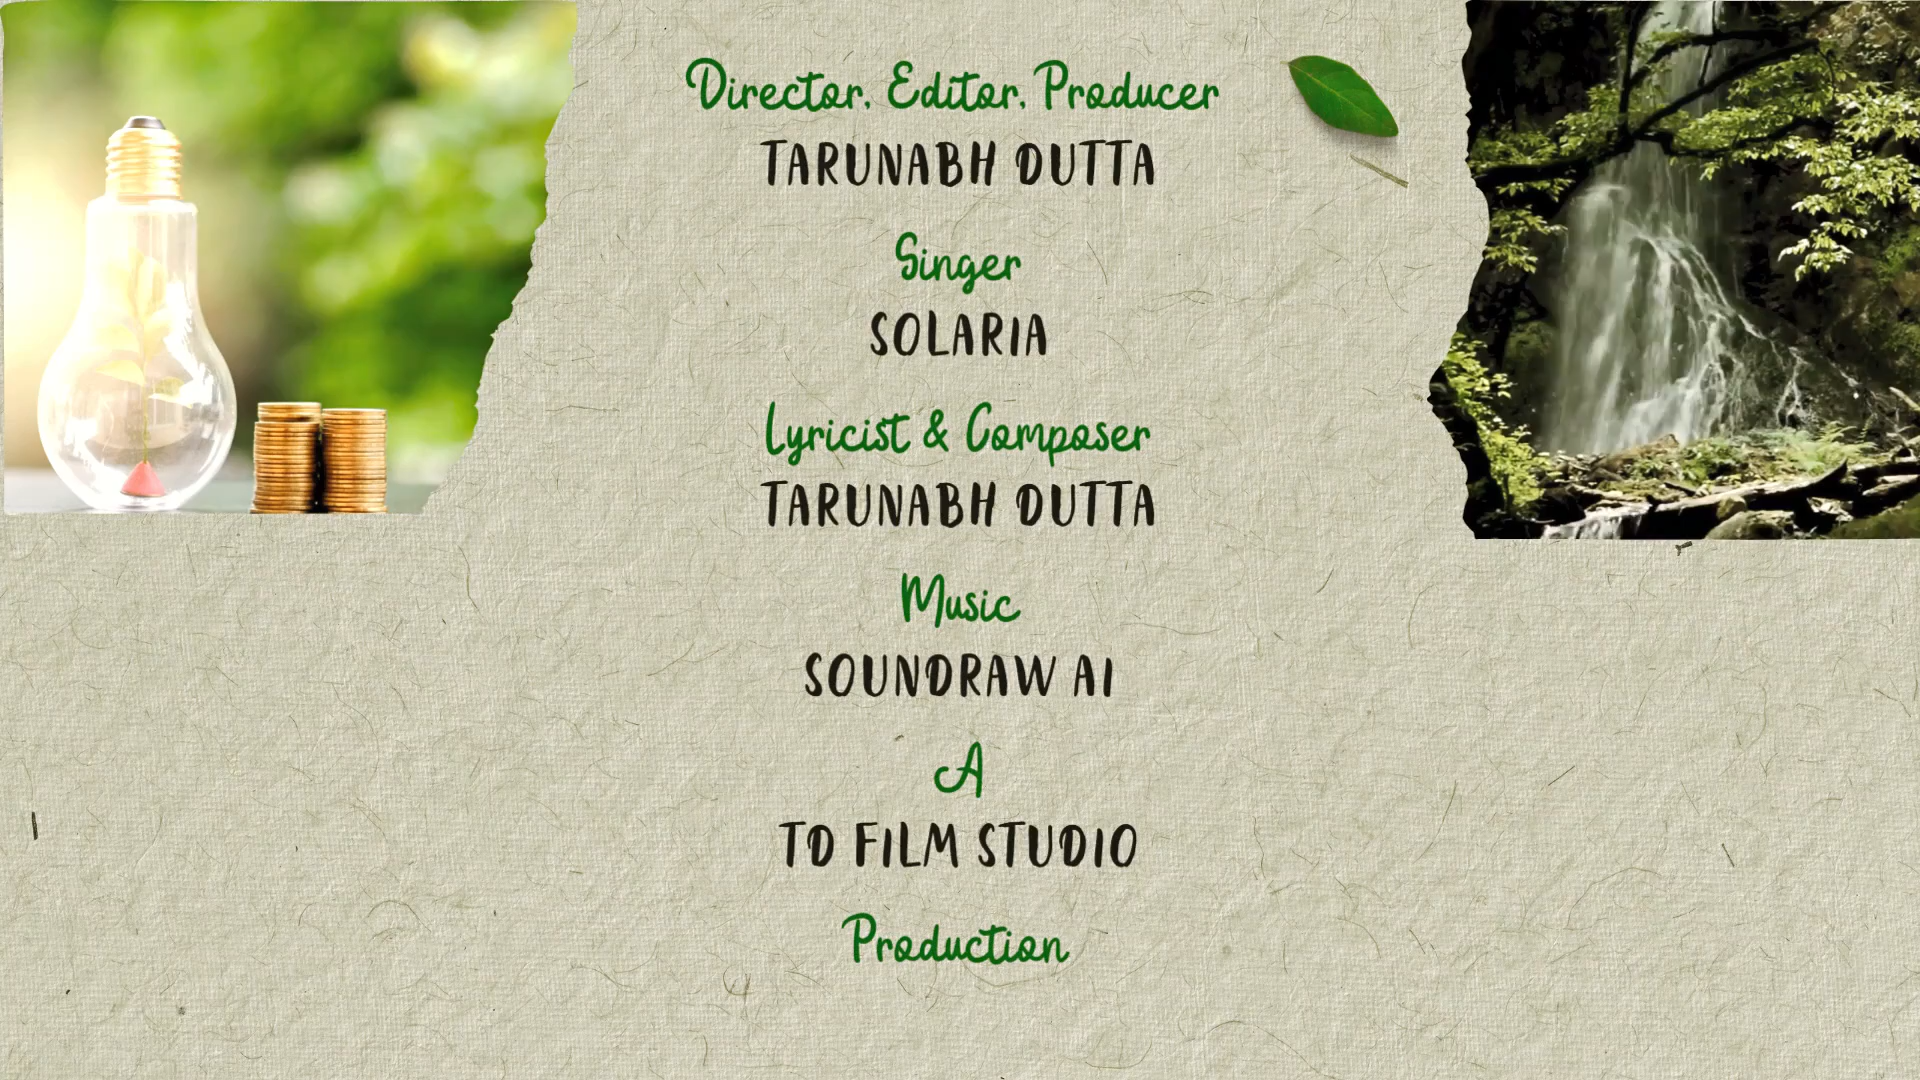 Director, Editor, Producer
TARUNABH DUTTA
Singer
SOLARIA
Lyricist & Composer
TARUNABH DUTTA
Music
SOUNDRAW AI
A
TD FILM STUDIO
Production